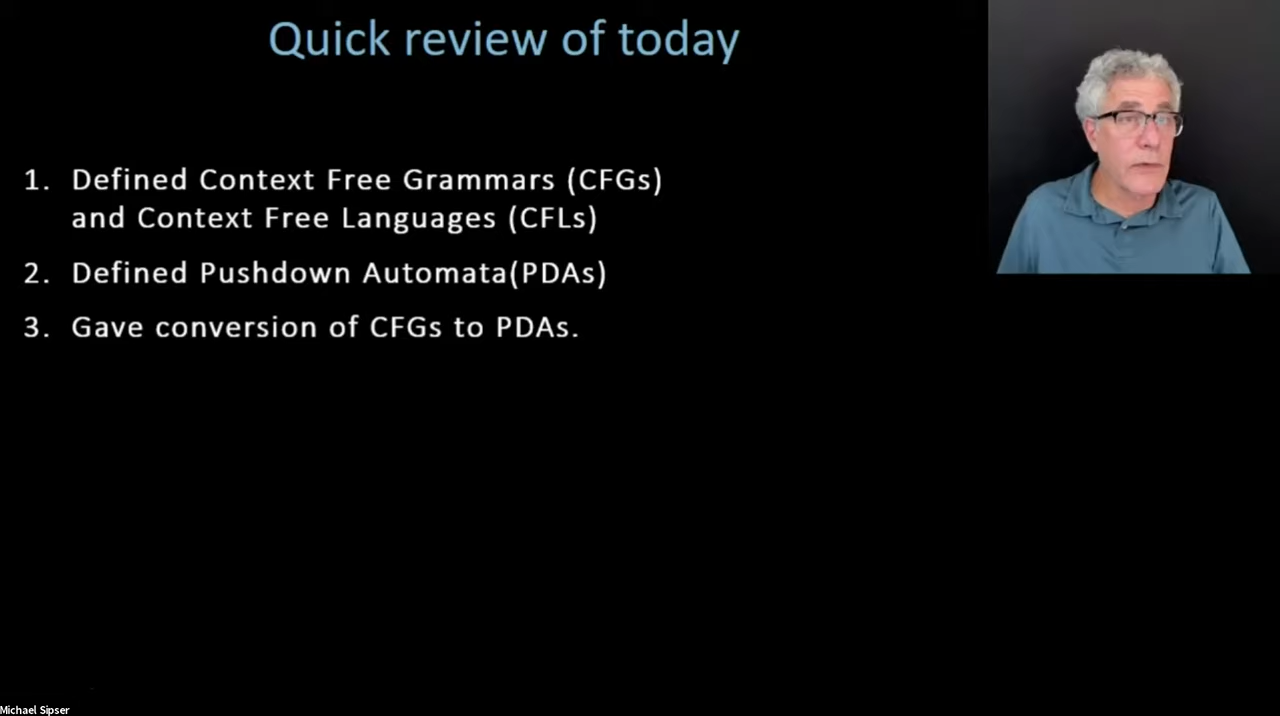 Quick review of today
1. Defined Context Free Grammars (CFGs)
and Context Free Languages (CFLs)
2. Defined Pushdown Automata(PDAs)
3. Gave conversion of CFGs to PDAs.
Michael Sipser